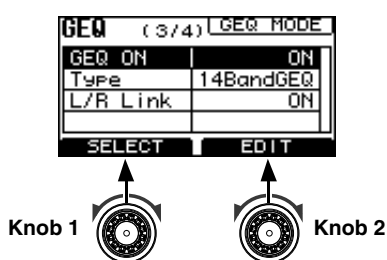 GEQ (3/4) GEQ MODE
GEQ ON ON
Type 14BandGEQ
L/R Link ON
SELECT EDIT
Knob 1 Knob 2